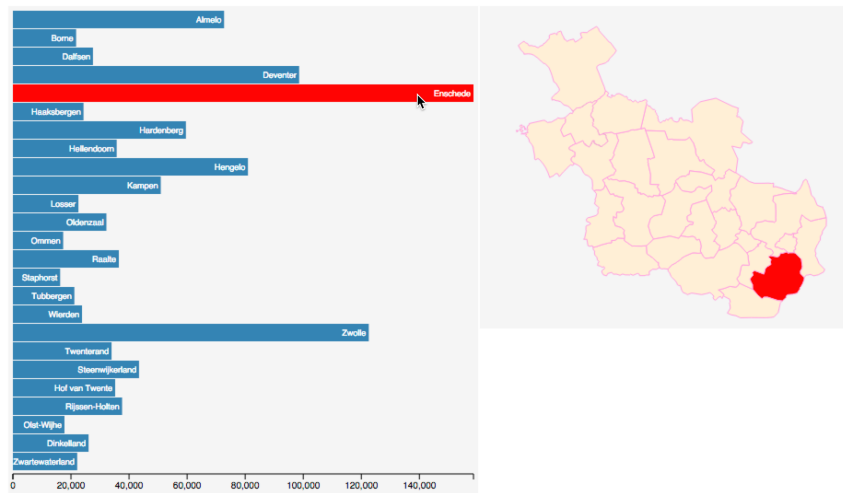 Almelo
Borne
Dalfsen
Deventer
Enschede
Haaksbergen
Hardenberg
Hellendoorn
Hengelo
Kampen
Losser
Oldenzaal
Ommen
Raalte
Staphorst
Tubbergen
Wierden
Zwolle
Twenterand
Steenwijkerland
Hof van Twente
Rijssen-Holten
Olst-Wijhe
Dinkelland
Zwartewaterland
0 20,000 40,000 60,000 80,000 100,000 120,000 140,000